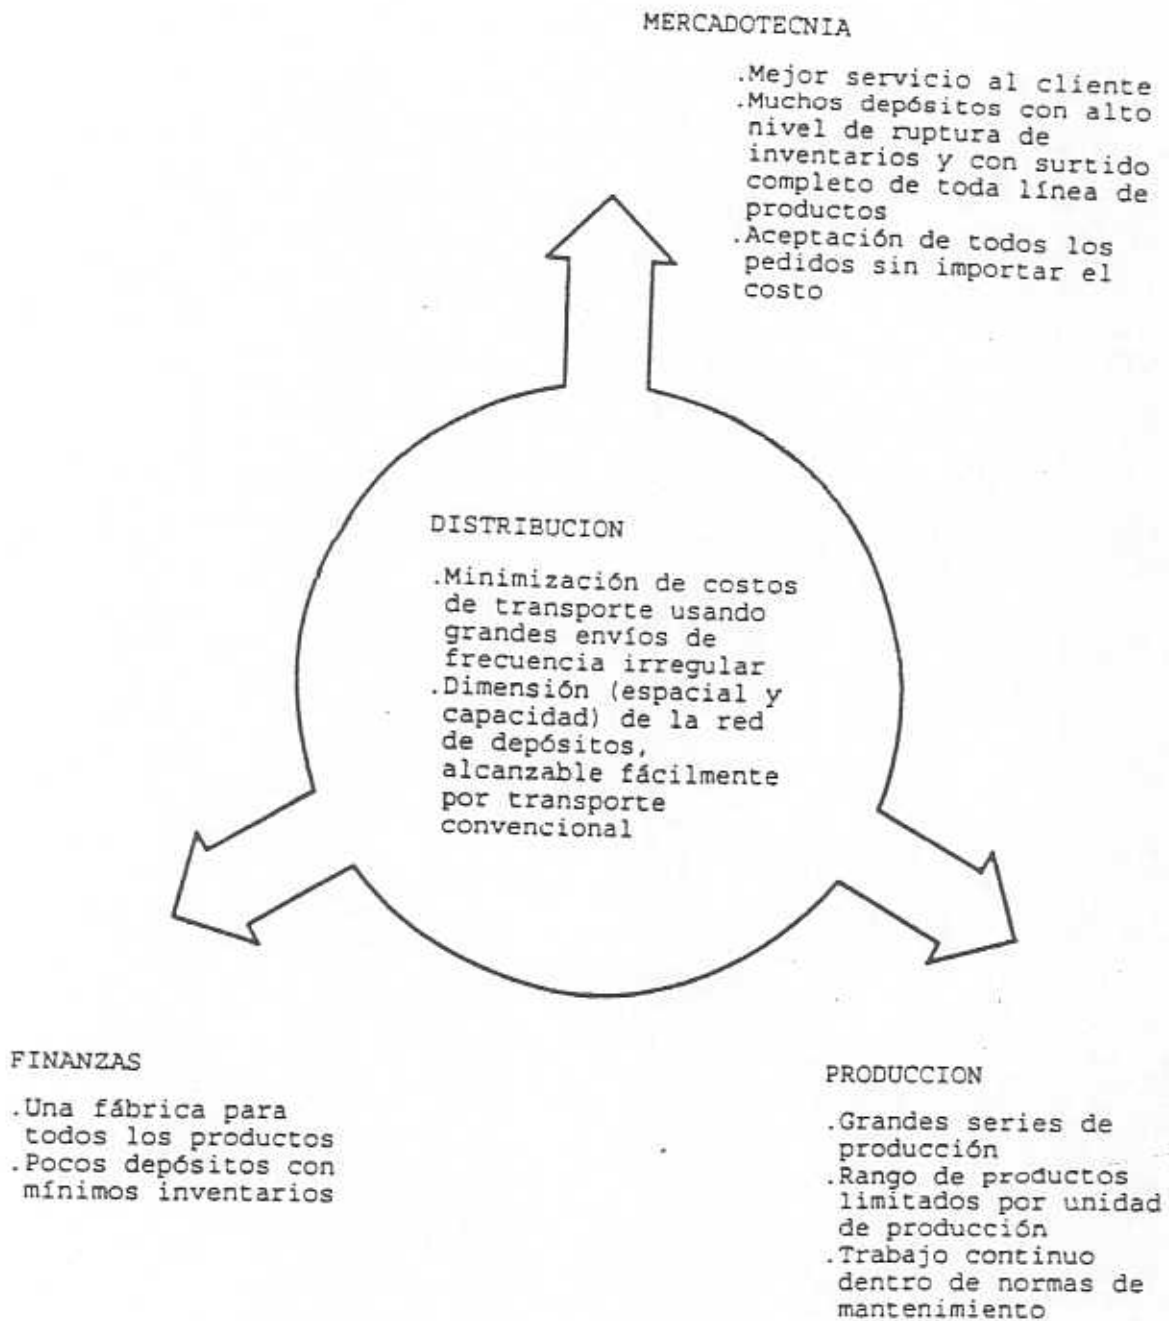 MERCADOTECNIA
.Mejor servicio al cliente
.Muchos depósitos con alto
nivel de ruptura de
inventarios y con surtido
completo de toda línea de
productos
.Aceptación de todos los
pedidos sin importar el
costo
DISTRIBUCION
.Minimización de costos
de transporte usando
grandes envíos de
frecuencia irregular
.Dimensión (espacial y
capacidad) de la red
de depósitos,
alcanzable fácilmente
por transporte
convencional
FINANZAS
.Una fábrica para
todos los productos
.Pocos depósitos con
mínimos inventarios
PRODUCCION
.Grandes series de
producción
.Rango de productos
limitados por unidad
de producción
.Trabajo continuo
dentro de normas de
mantenimiento